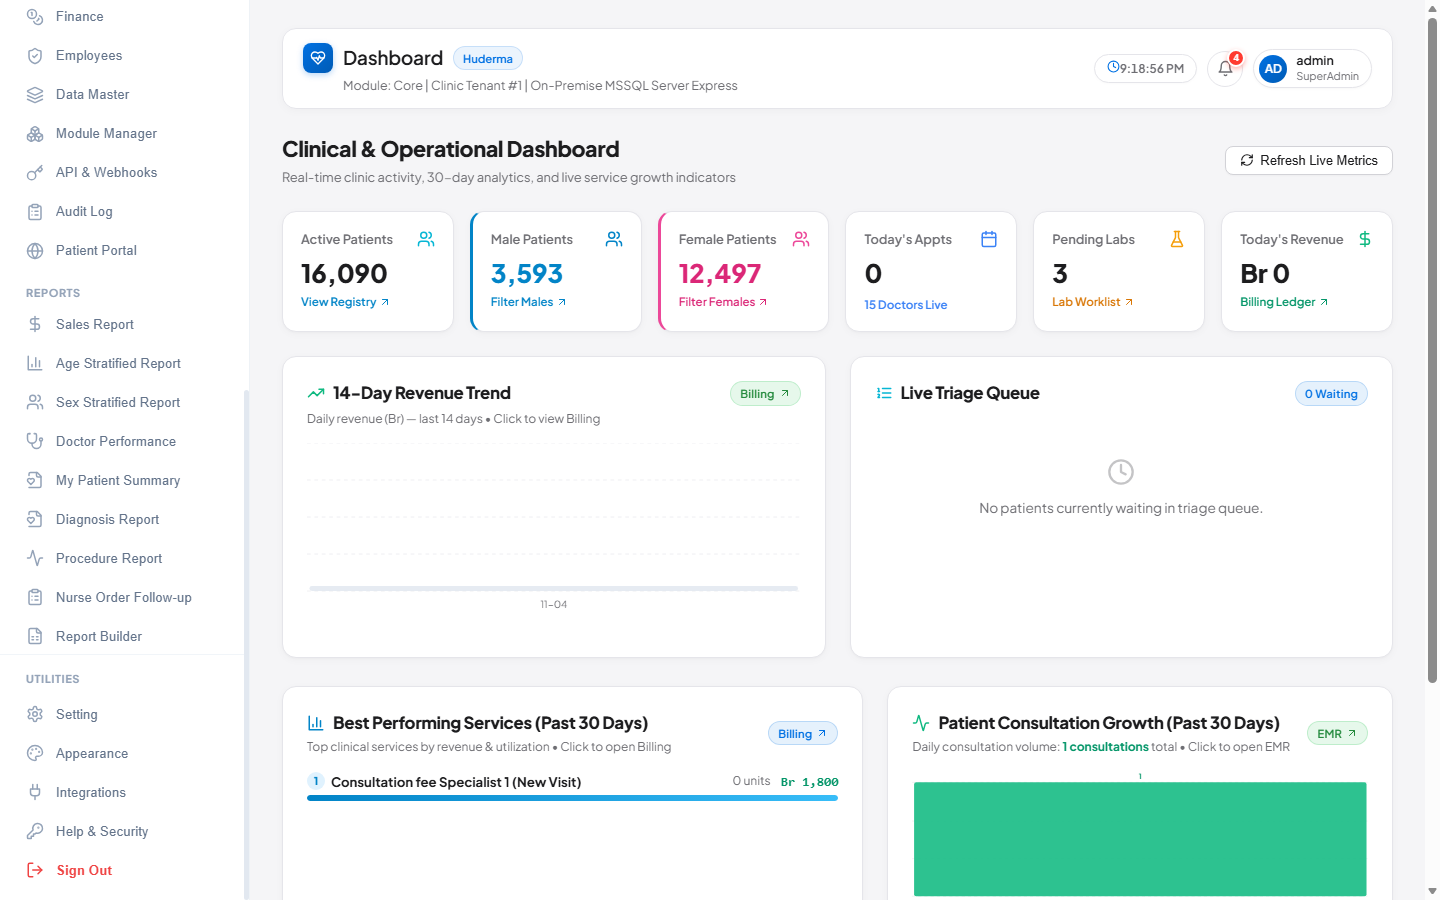 Finance
Employees
Data Master
Module Manager
API & Webhooks
Audit Log
Patient Portal
REPORTS
Sales Report
Age Stratified Report
Sex Stratified Report
Doctor Performance
My Patient Summary
Diagnosis Report
Procedure Report
Nurse Order Follow-up
Report Builder
UTILITIES
Setting
Appearance
Integrations
Help & Security
Sign Out
Dashboard Huderma
Module: Core | Clinic Tenant #1 | On-Premise MSSQL Server Express
9:18:56 PM
4
AD
admin
SuperAdmin
Clinical & Operational Dashboard
Real-time clinic activity, 30-day analytics, and live service growth indicators
Refresh Live Metrics
Active Patients
16,090
View Registry
Male Patients
3,593
Filter Males
Female Patients
12,497
Filter Females
Today's Appts
0
15 Doctors Live
Pending Labs
3
Lab Worklist
Today's Revenue
Br 0
Billing Ledger
14-Day Revenue Trend
Billing
Daily revenue (Br) — last 14 days • Click to view Billing
11-04
Live Triage Queue
0 Waiting
No patients currently waiting in triage queue.
Best Performing Services (Past 30 Days)
Top clinical services by revenue & utilization • Click to open Billing
Billing
1 Consultation fee Specialist 1 (New Visit) 0 units Br 1,800
Patient Consultation Growth (Past 30 Days)
Daily consultation volume: 1 consultations total • Click to open EMR
EMR
1